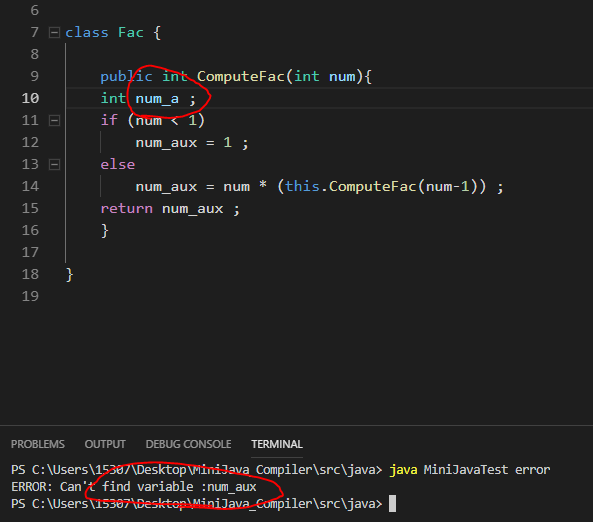 6
7 class Fac {
8
9 public int ComputeFac(int num){
10 int num_a ;
11 if (num < 1)
12 num_aux = 1 ;
13 else
14 num_aux = num * (this.ComputeFac(num-1)) ;
15 return num_aux ;
16 }
17
18 }
19
PROBLEMS OUTPUT DEBUG CONSOLE TERMINAL
PS C:\Users\15307\Desktop\MiniJava_Compiler\src\java> java MiniJavaTest error
ERROR: Can't find variable :num_aux
PS C:\Users\15307\Desktop\MiniJava_Compiler\src\java>